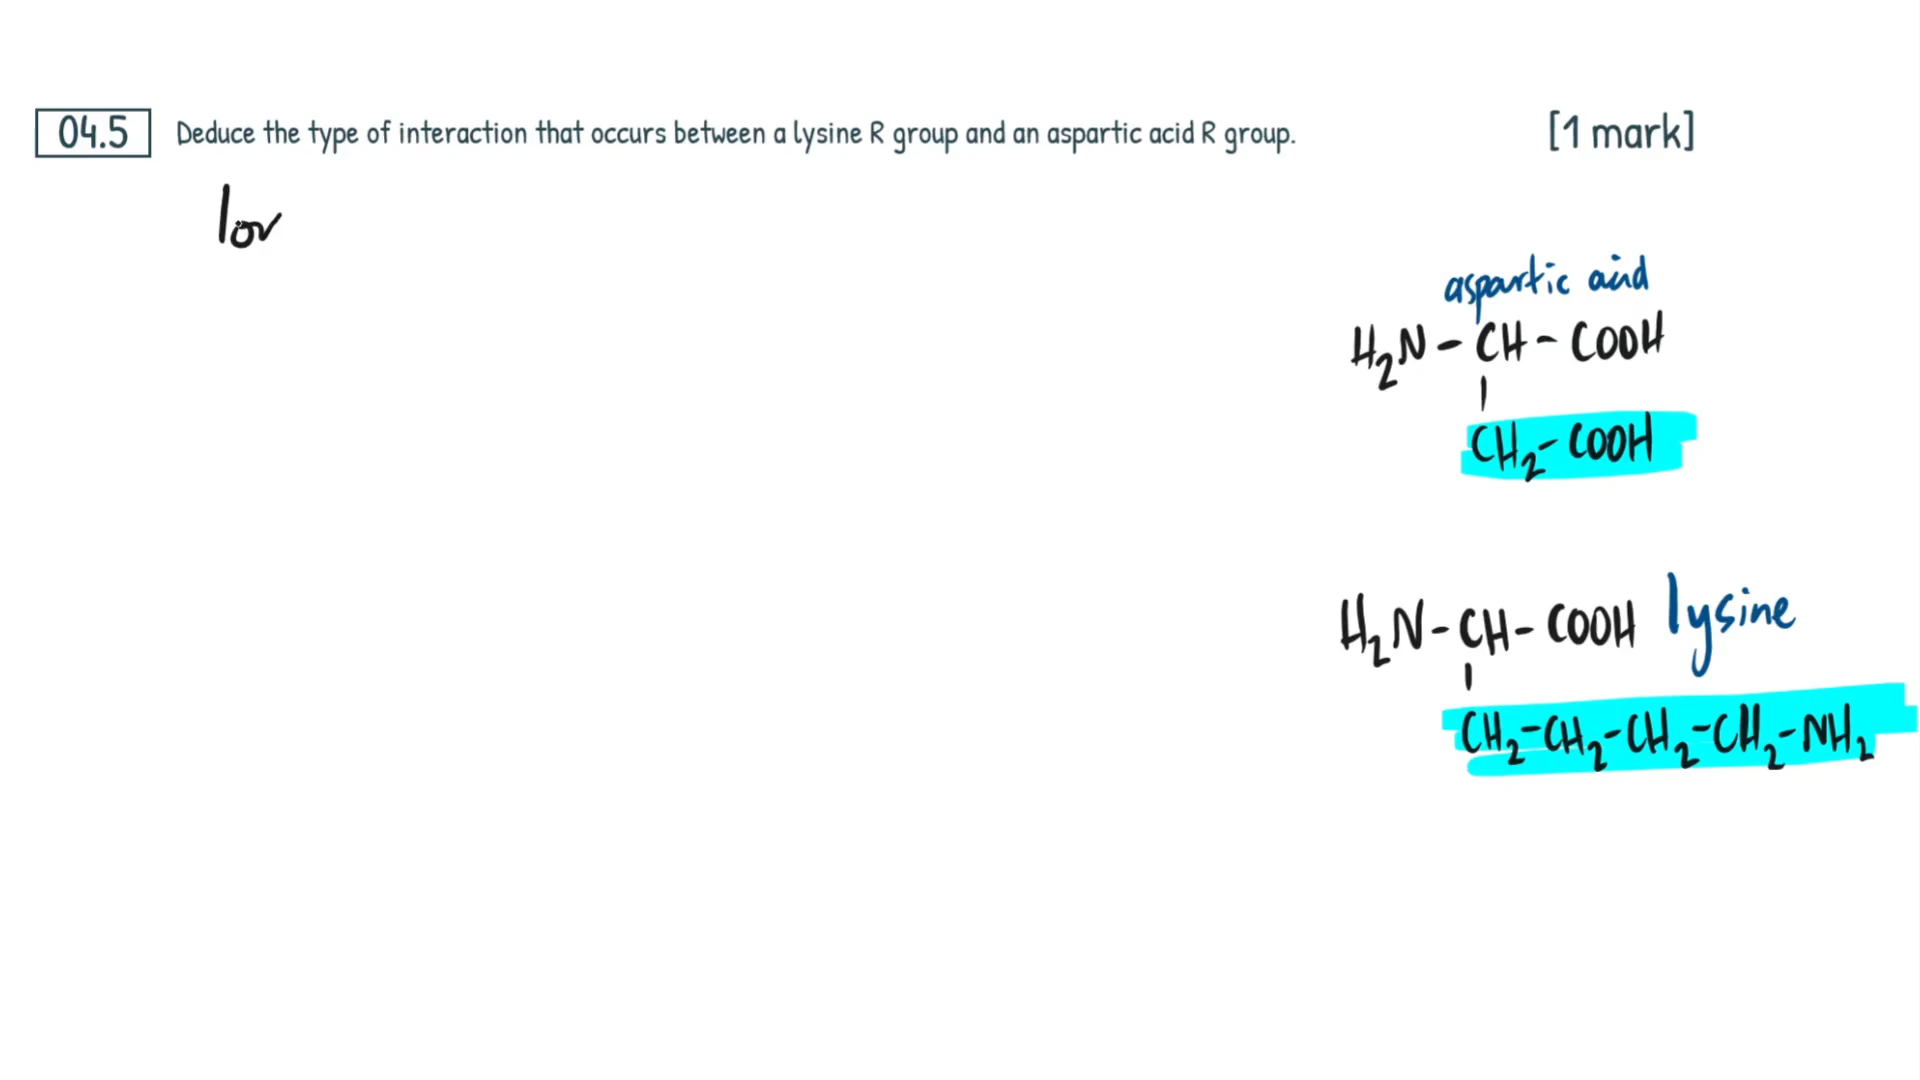 04.5 Deduce the type of interaction that occurs between a lysine R group and an aspartic acid R group. [1 mark]
Ion
aspartic acid
H₂N - CH - COOH
CH₂ - COOH
H₂N - CH - COOH lysine
CH₂ - CH₂ - CH₂ - CH₂ - NH₂